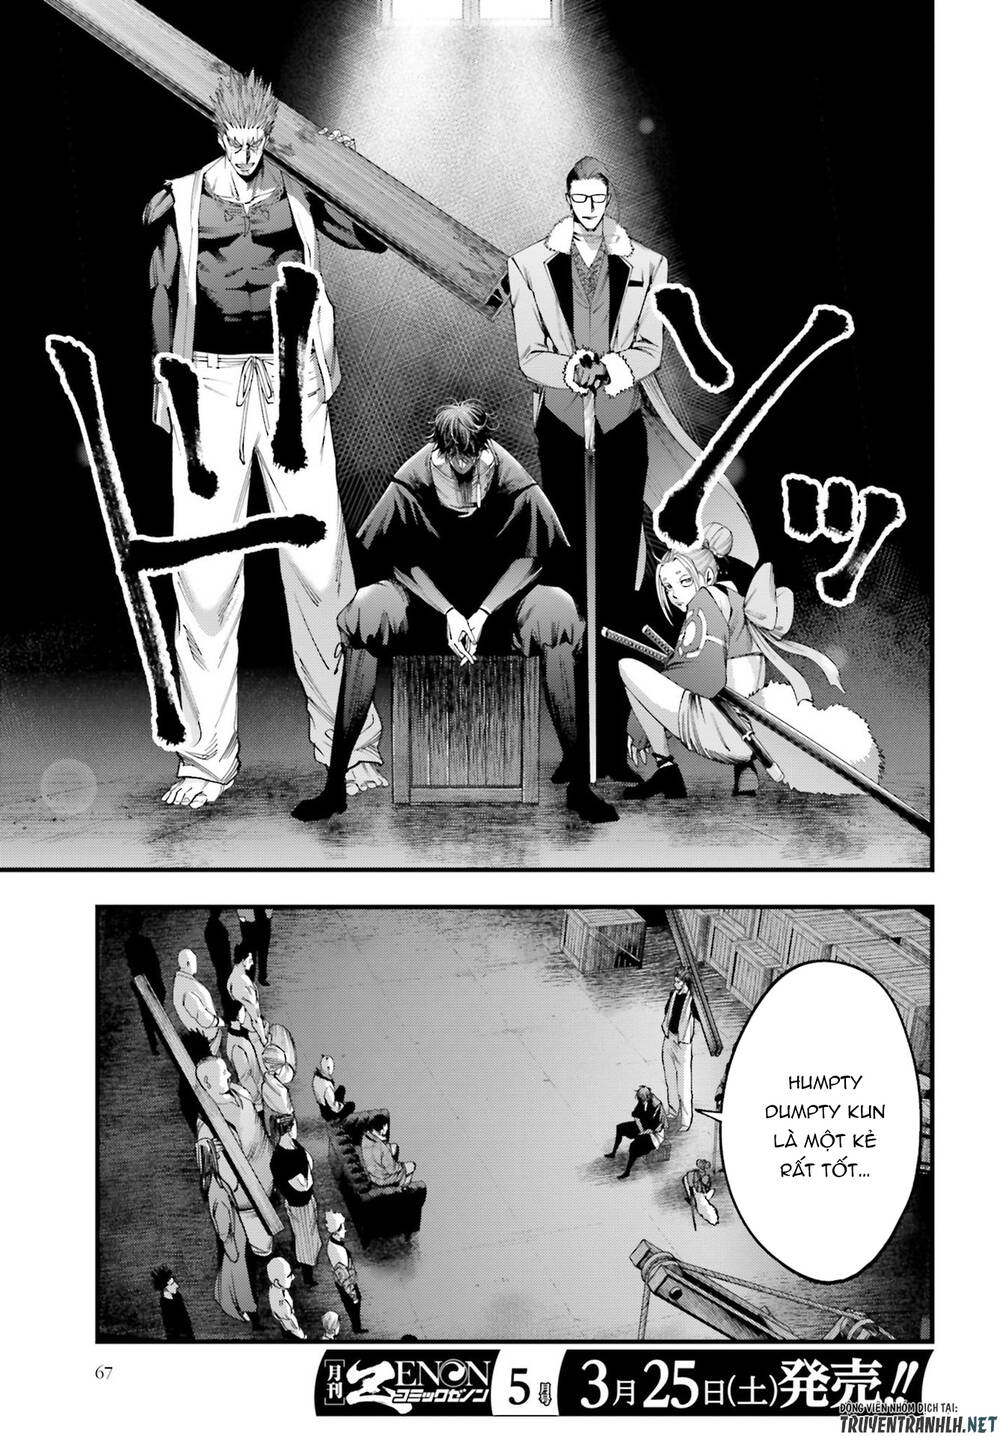 ドドンッ
HUMPTY
DUMPTY KUN
LÀ MỘT KẺ
RẤT TỐT...
67
月刊 ZENON
コミックゼノン
5月号
3月25日(土)発売!!
ĐỘNG VIÊN NHÓM DỊCH TẠI:
TRUYENTRANHLH.NET